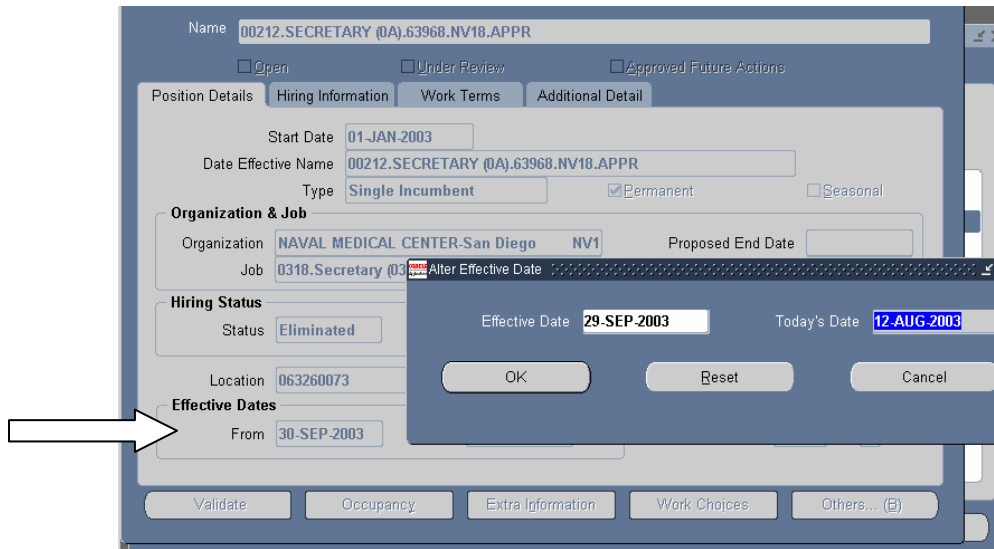 Name 00212.SECRETARY (0A).63968.NV18.APPR
Open Under Review Approved Future Actions
Position Details Hiring Information Work Terms Additional Detail
Start Date 01-JAN-2003
Date Effective Name 00212.SECRETARY (0A).63968.NV18.APPR
Type Single Incumbent Permanent Seasonal
Organization & Job
Organization NAVAL MEDICAL CENTER-San Diego NV1 Proposed End Date
Job 0318.Secretary (03
ORACLE Applications Alter Effective Date
Hiring Status
Status Eliminated
Effective Date 29-SEP-2003 Today's Date 12-AUG-2003
OK Reset Cancel
Location 063260073
Effective Dates
From 30-SEP-2003
Validate Occupancy Extra Information Work Choices Others... (B)